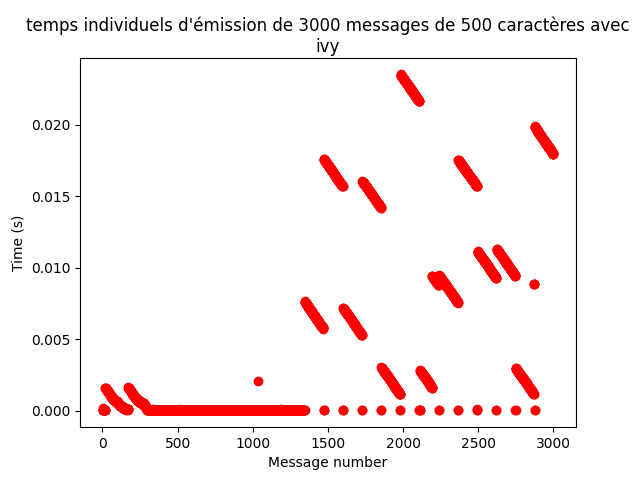 temps individuels d'émission de 3000 messages de 500 caractères avec
ivy
0.020
0.015
Time (s)
0.010
0.005
0.000
0 500 1000 1500 2000 2500 3000
Message number